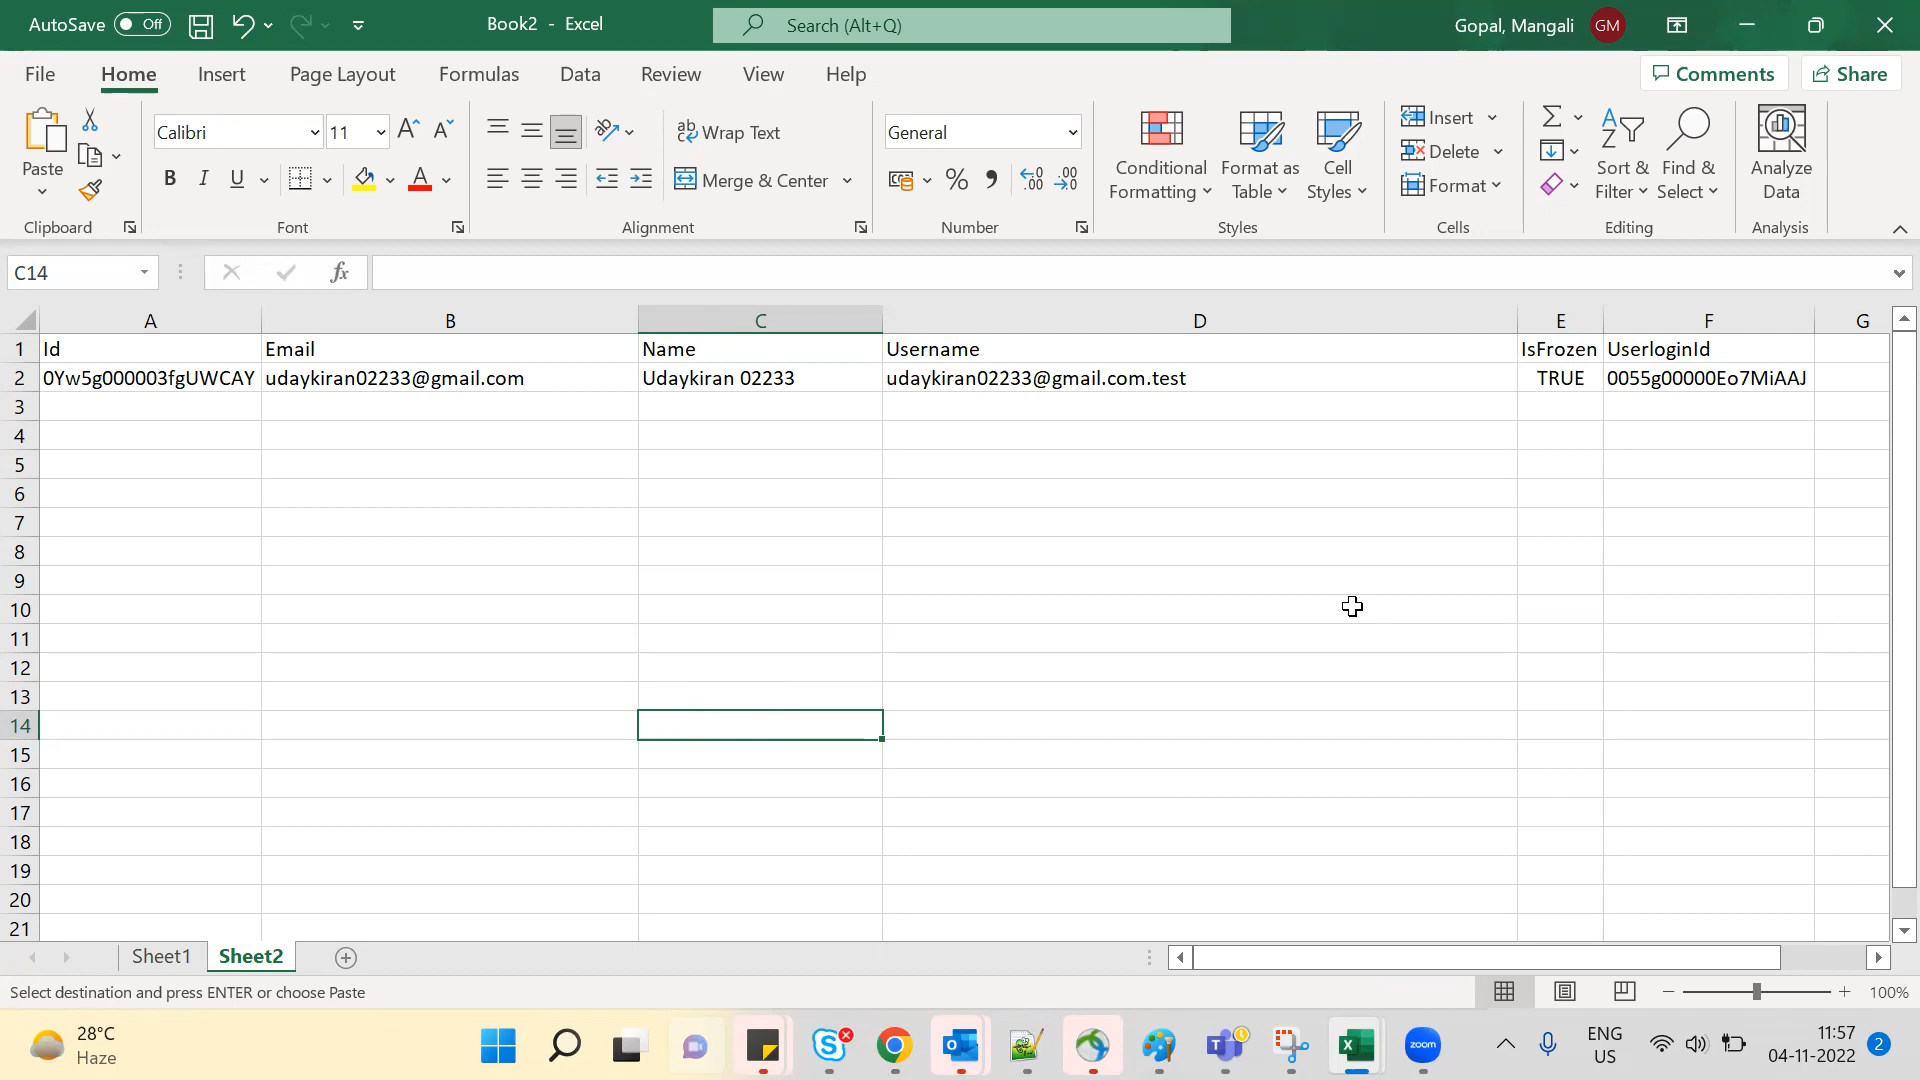 AutoSave Off Book2 - Excel Search (Alt+Q) Gopal, Mangali GM
File Home Insert Page Layout Formulas Data Review View Help Comments Share
Paste Calibri 11 ab Wrap Text General Conditional Formatting Format as Table Cell Styles Insert Sort & Filter Find & Select Analyze Data
B I U Merge & Center % Delete
Format
Clipboard Font Alignment Number Styles Cells Editing Analysis
C14 fx
A B C D E F G
1 Id Email Name Username IsFrozen UserloginId
2 0Yw5g000003fgUWCAY udaykiran02233@gmail.com Udaykiran 02233 udaykiran02233@gmail.com.test TRUE 0055g00000Eo7MiAAJ
3
4
5
6
7
8
9
10
11
12
13
14
15
16
17
18
19
20
21
Sheet1 Sheet2
Select destination and press ENTER or choose Paste 100%
28°C ENG 11:57
Haze zoom US 04-11-2022 2